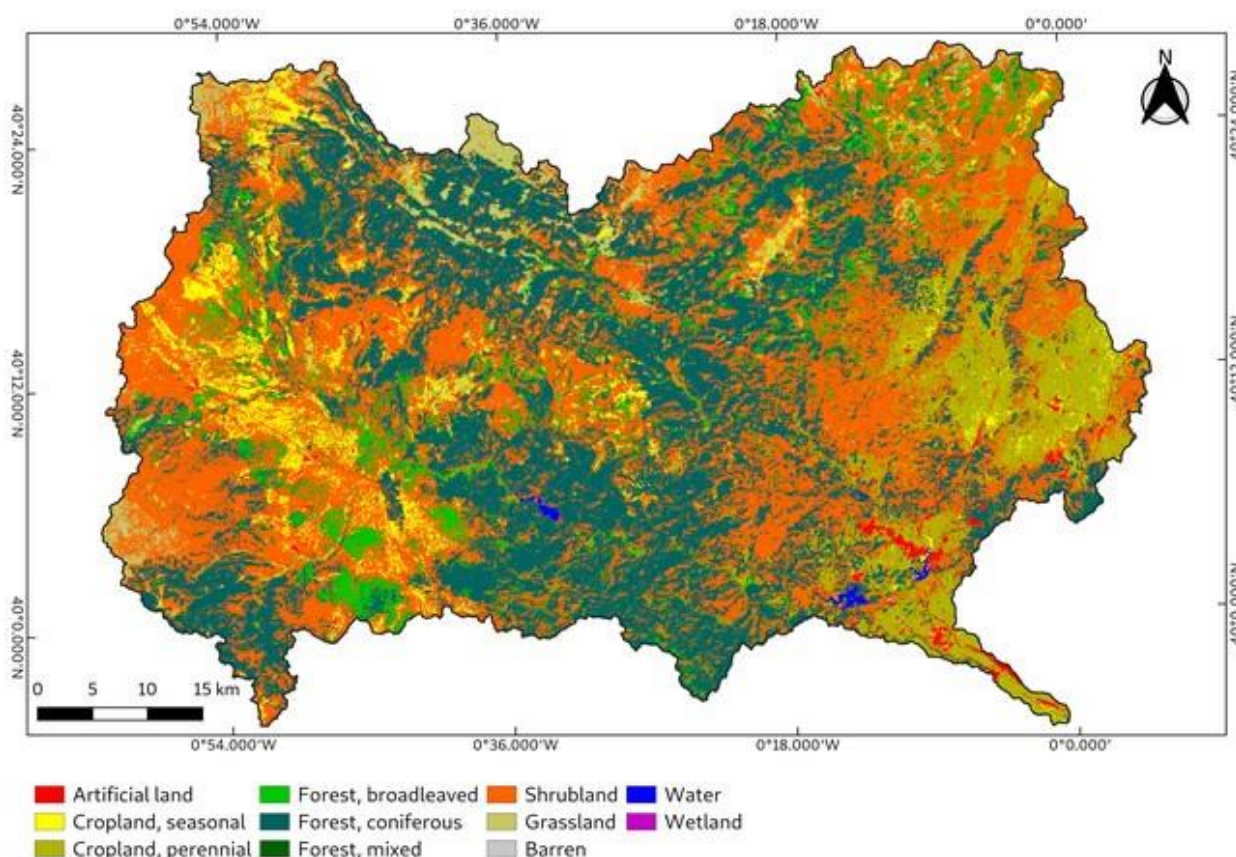 0°54.000'W 0°36.000'W 0°18.000'W 0°0.000'
N
40°24.000'N 40°24.000'N
40°12.000'N 40°12.000'N
40°0.000'N 40°0.000'N
0 5 10 15 km
0°54.000'W 0°36.000'W 0°18.000'W 0°0.000'
Artificial land Forest, broadleaved Shrubland Water
Cropland, seasonal Forest, coniferous Grassland Wetland
Cropland, perennial Forest, mixed Barren